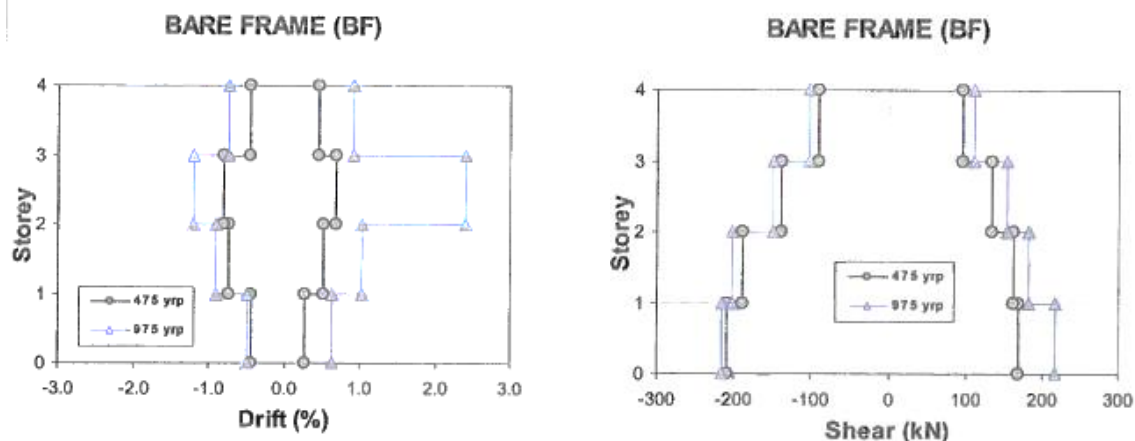 BARE FRAME (BF)
4
3
2
1
0
Storey
475 yrp
975 yrp
-3.0 -2.0 -1.0 0.0 1.0 2.0 3.0
Drift (%)
BARE FRAME (BF)
4
3
2
1
0
Storey
475 yrp
975 yrp
-300 -200 -100 0 100 200 300
Shear (kN)